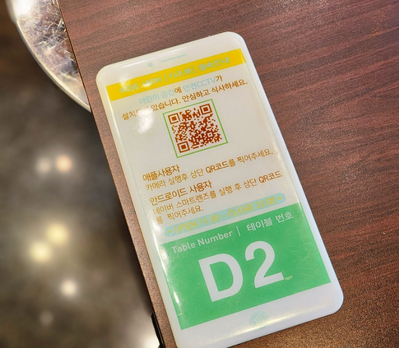 설치되어 있습니다. 안심하고 식사하세요.
애플사용자
카메라 실행후 상단 QR코드를 찍어주세요.
안드로이드 사용자
네이버 스마트렌즈를 실행 후 상단 QR코드
를 찍어주세요.
Table Number | 테이블 번호
D2